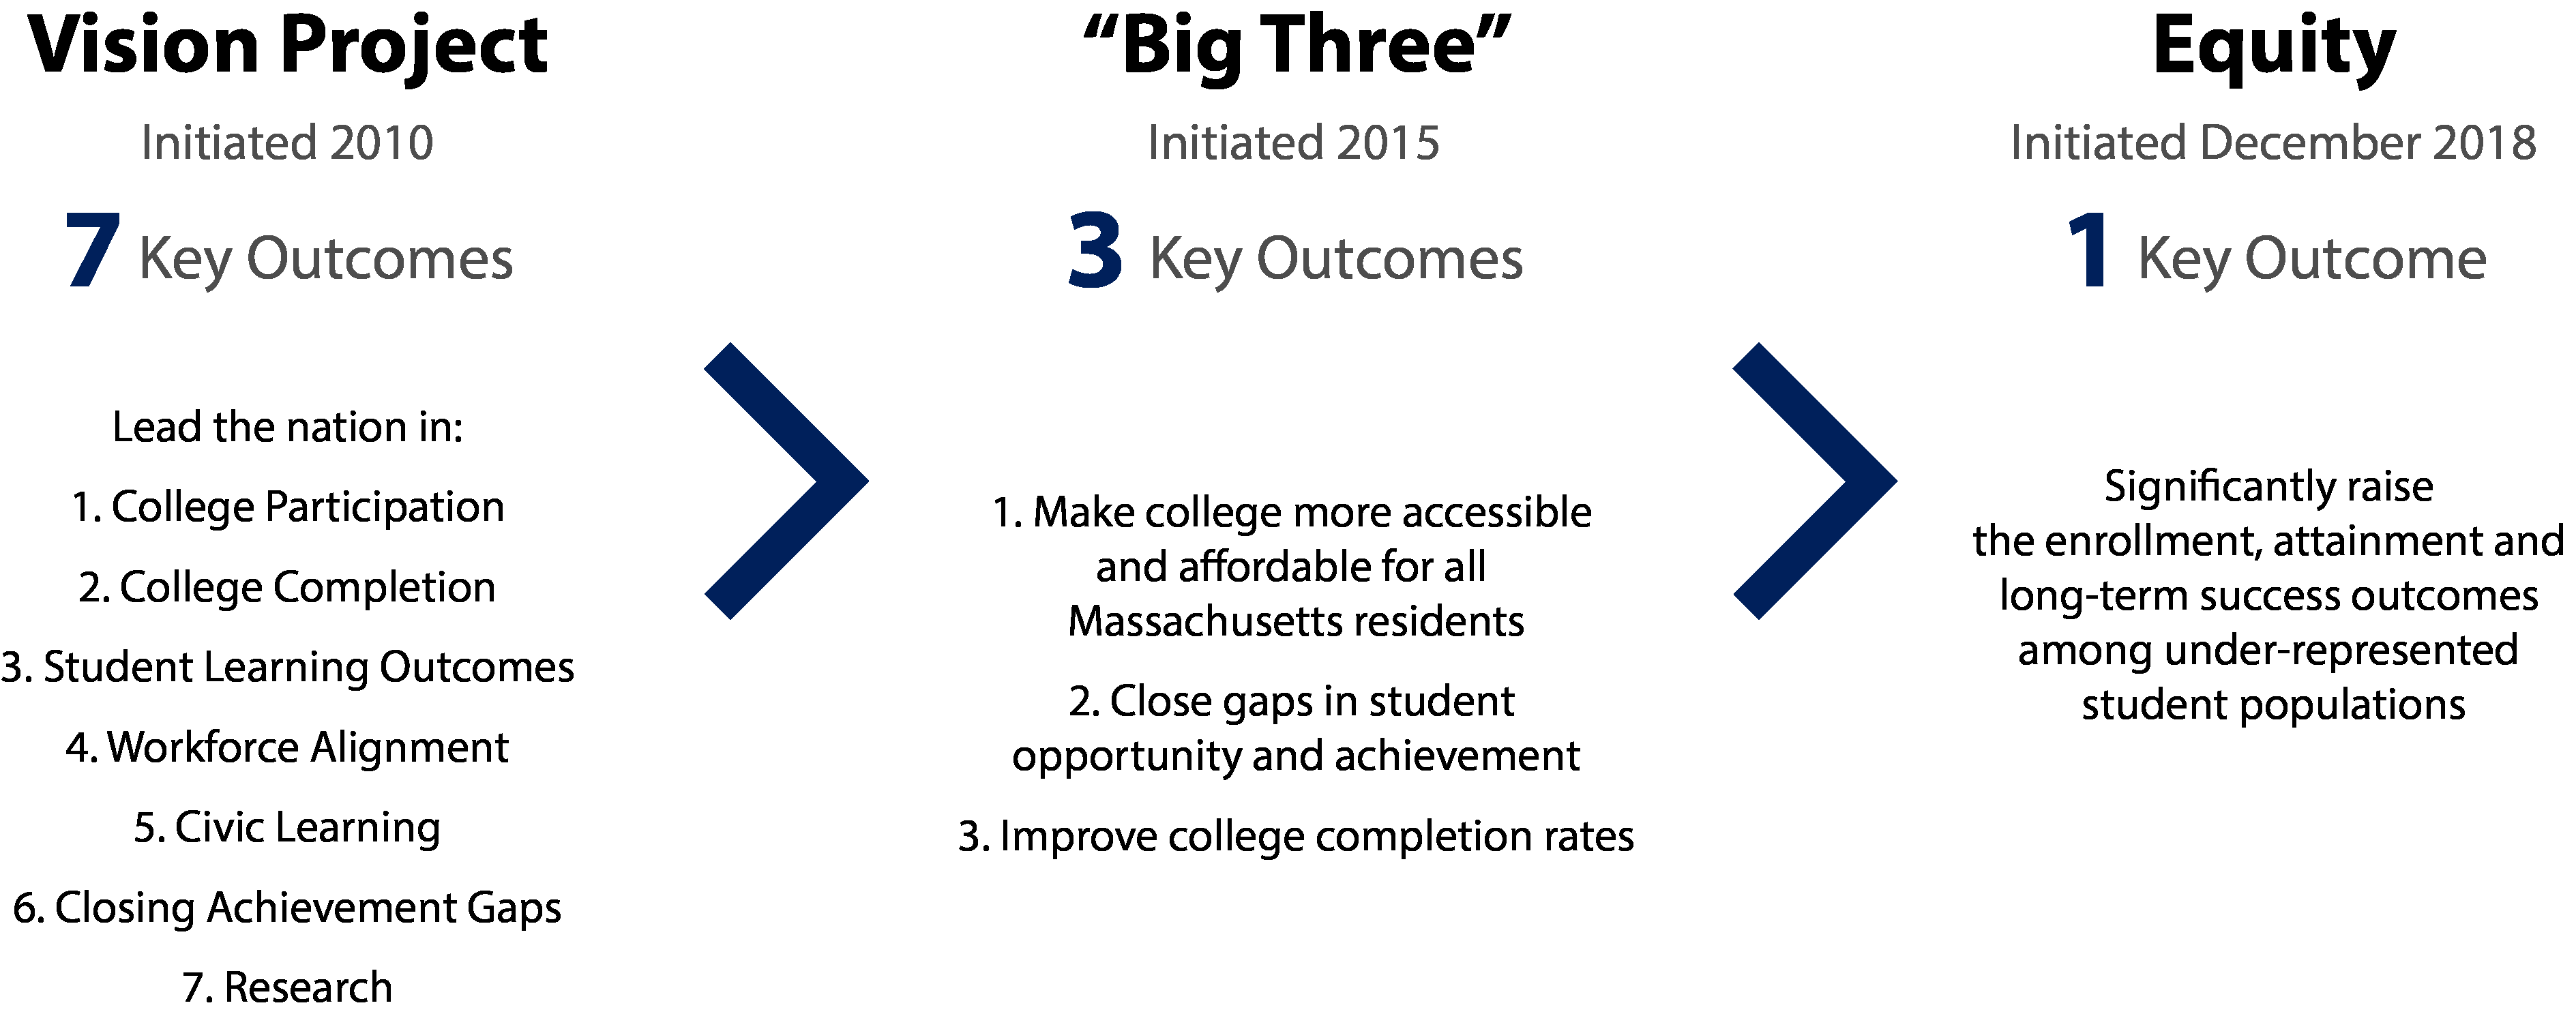 Vision Project
Initiated 2010
7 Key Outcomes
Lead the nation in:
1. College Participation
2. College Completion
3. Student Learning Outcomes
4. Workforce Alignment
5. Civic Learning
6. Closing Achievement Gaps
7. Research
“Big Three”
Initiated 2015
3 Key Outcomes
1. Make college more accessible
and affordable for all
Massachusetts residents
2. Close gaps in student
opportunity and achievement
3. Improve college completion rates
Equity
Initiated December 2018
1 Key Outcome
Significantly raise
the enrollment, attainment and
long-term success outcomes
among under-represented
student populations